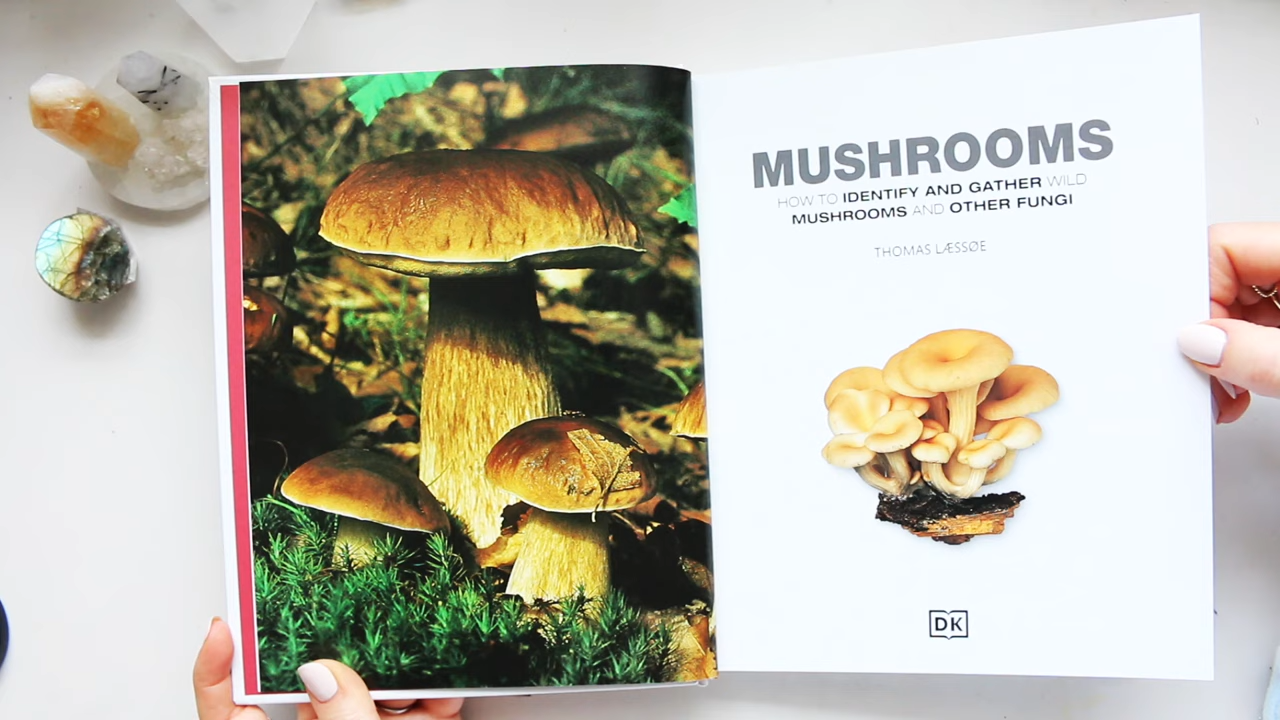 MUSHROOMS
HOW TO IDENTIFY AND GATHER WILD
MUSHROOMS AND OTHER FUNGI
THOMAS LÆSSØE
DK